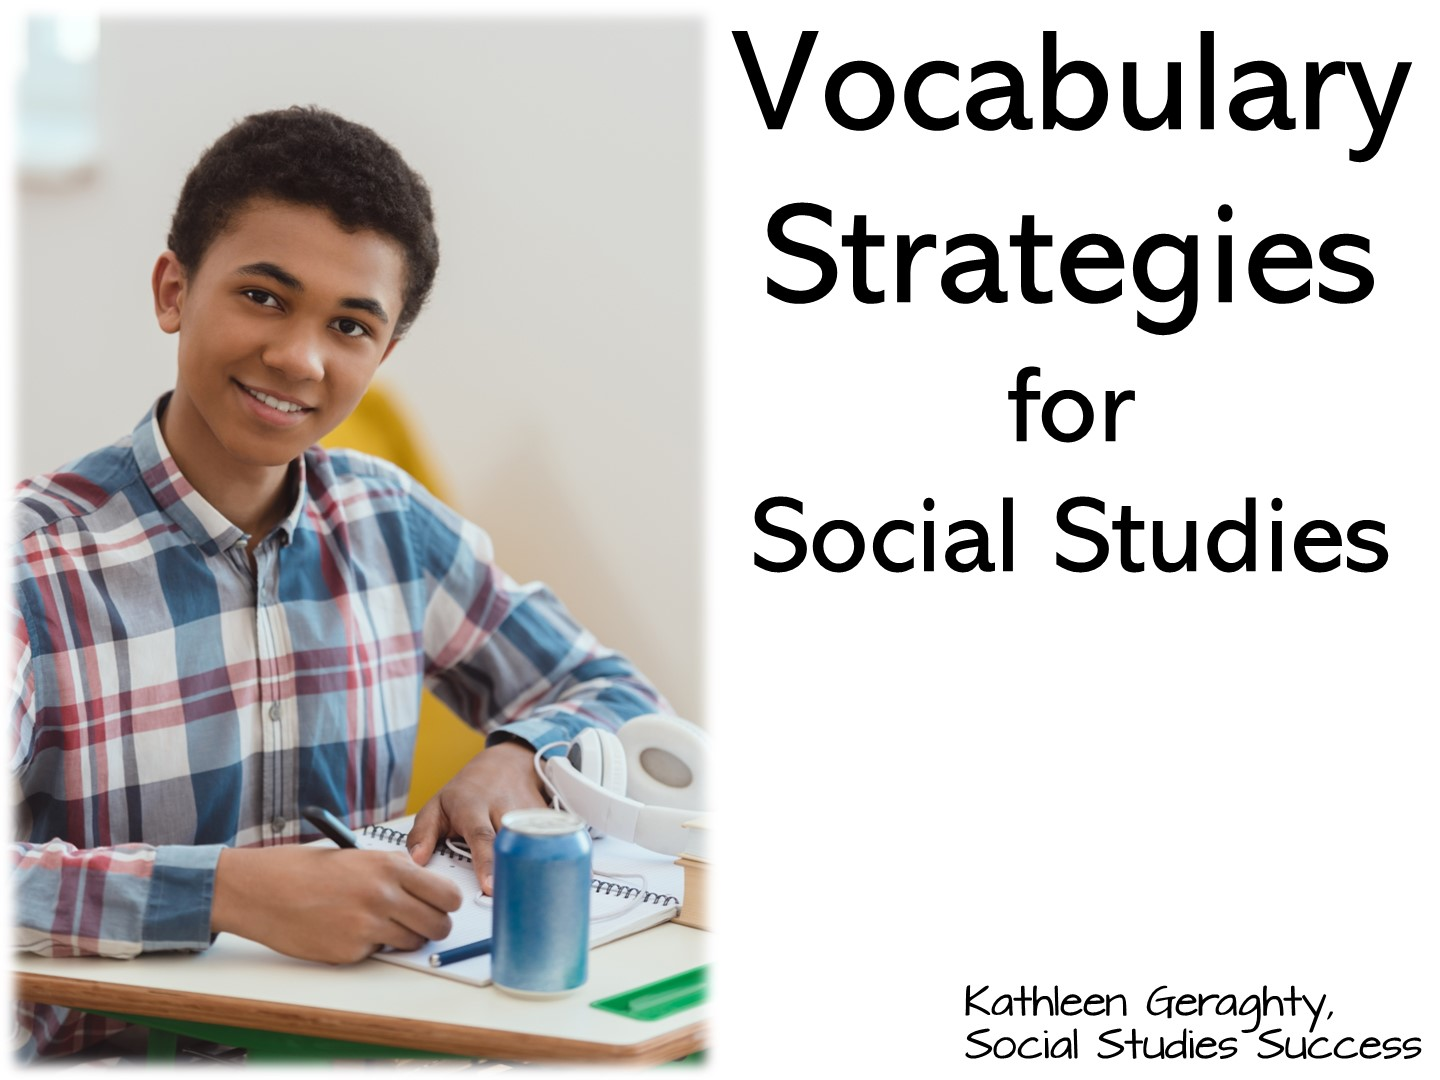 Vocabulary
Strategies
for
Social Studies
Kathleen Geraghty,
Social Studies Success